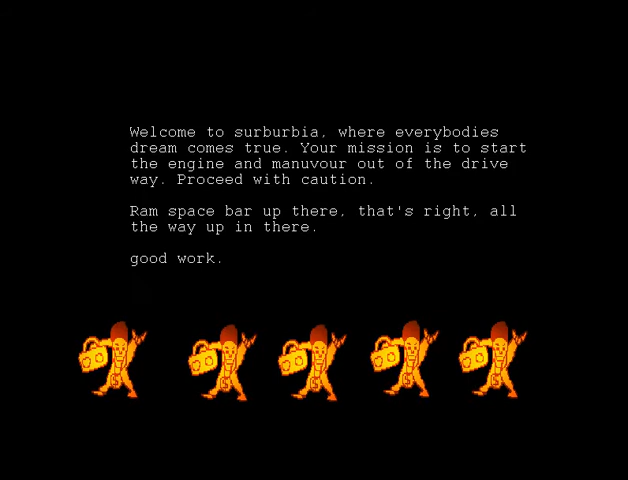 Welcome to surburbia, where everybodies
dream comes true. Your mission is to start
the engine and manuvour out of the drive
way. Proceed with caution.
Ram space bar up there, that's right, all
the way up in there.
good work.